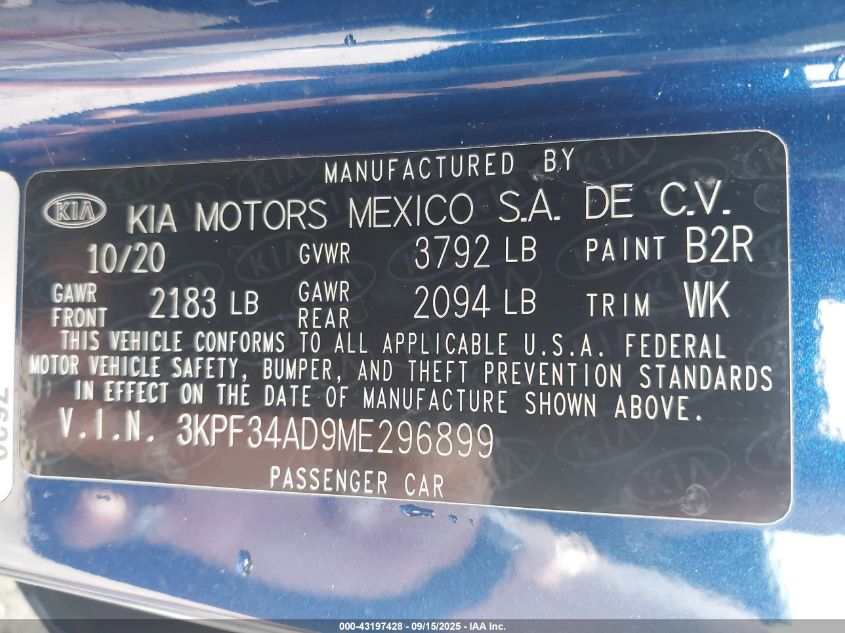 MANUFACTURED BY
KIA KIA MOTORS MEXICO S.A. DE C.V.
10/20 GVWR 3792 LB PAINT B2R
GAWR FRONT 2183 LB GAWR REAR 2094 LB TRIM WK
THIS VEHICLE CONFORMS TO ALL APPLICABLE U.S.A. FEDERAL
MOTOR VEHICLE SAFETY, BUMPER, AND THEFT PREVENTION STANDARDS
IN EFFECT ON THE DATE OF MANUFACTURE SHOWN ABOVE.
V.I.N. 3KPF34AD9ME296899
PASSENGER CAR
000-43197428 - 09/15/2025 - IAA Inc.